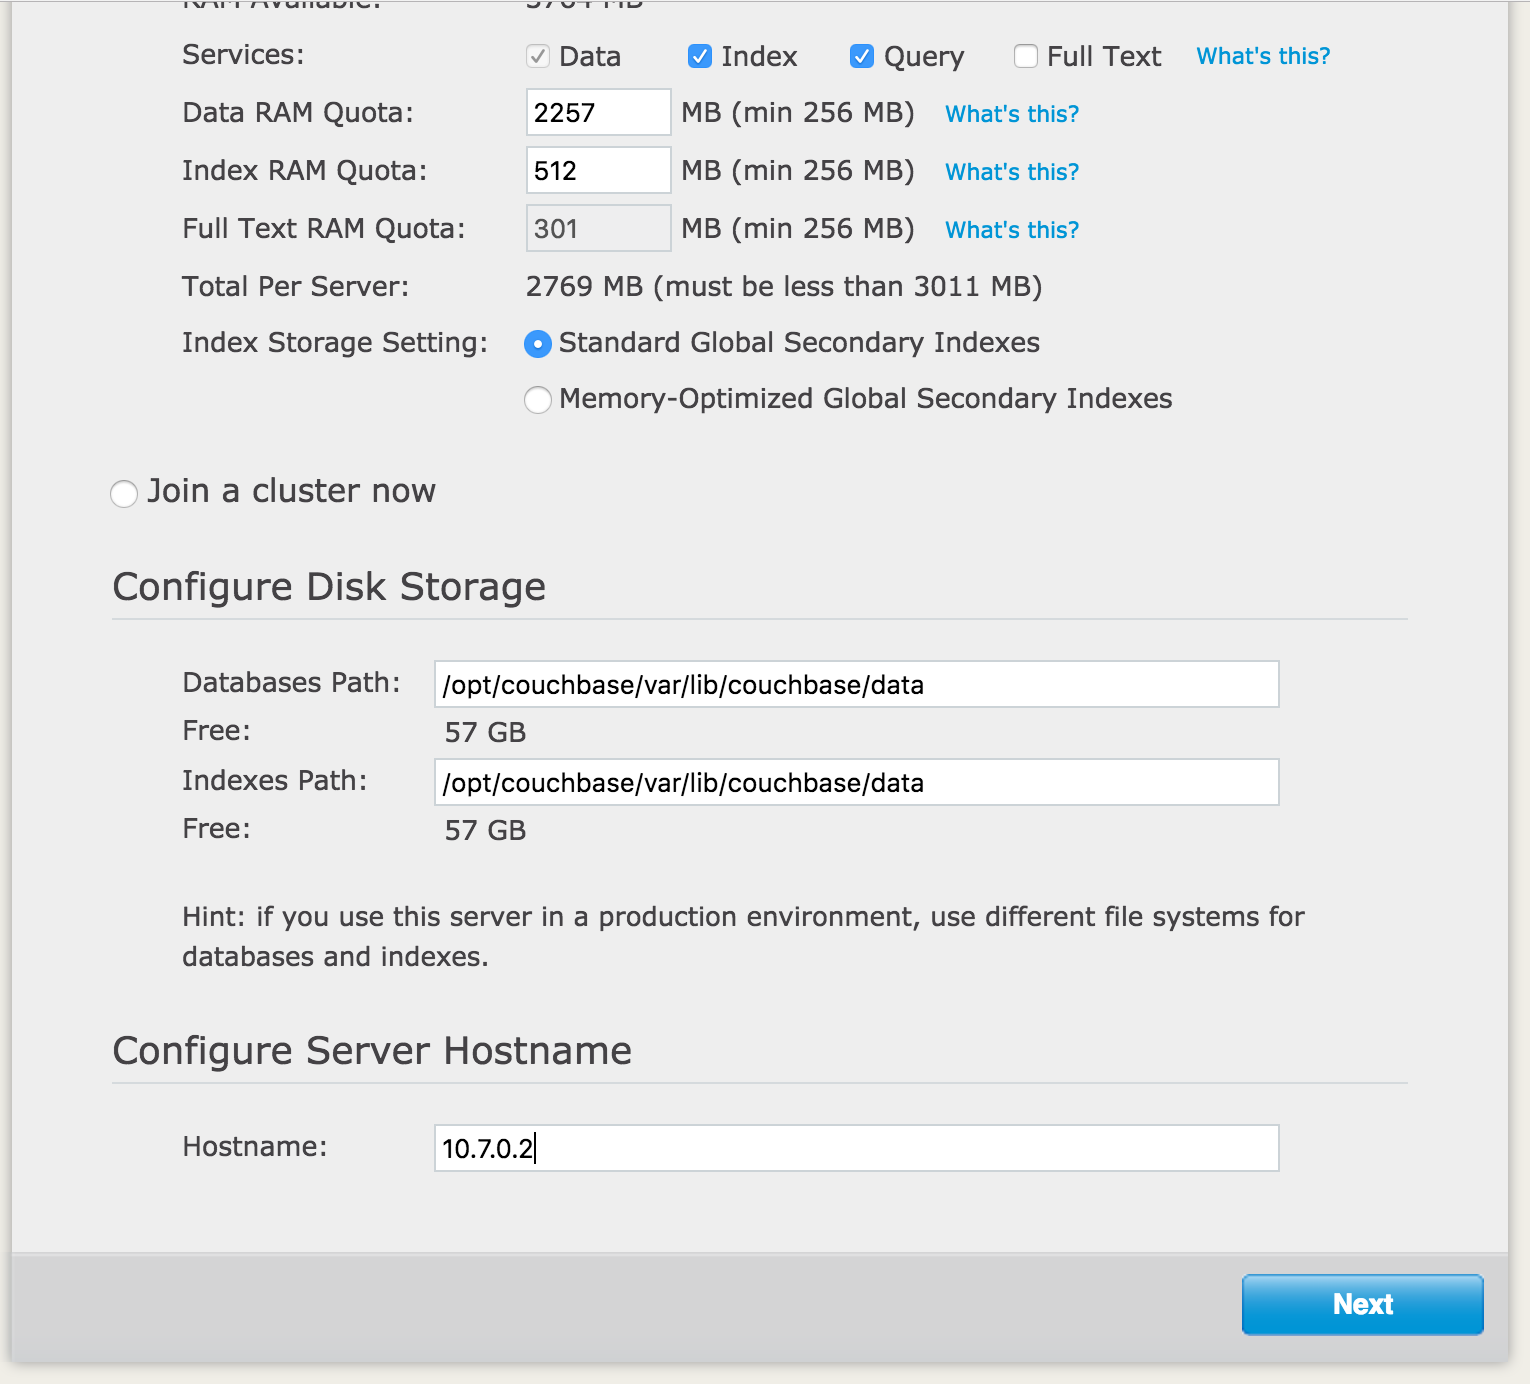 RAM Available: 3764 MB
Services: Data Index Query Full Text What's this?
Data RAM Quota: 2257 MB (min 256 MB) What's this?
Index RAM Quota: 512 MB (min 256 MB) What's this?
Full Text RAM Quota: 301 MB (min 256 MB) What's this?
Total Per Server: 2769 MB (must be less than 3011 MB)
Index Storage Setting: Standard Global Secondary Indexes
Memory-Optimized Global Secondary Indexes
Join a cluster now
Configure Disk Storage
Databases Path: /opt/couchbase/var/lib/couchbase/data
Free: 57 GB
Indexes Path: /opt/couchbase/var/lib/couchbase/data
Free: 57 GB
Hint: if you use this server in a production environment, use different file systems for
databases and indexes.
Configure Server Hostname
Hostname: 10.7.0.2
Next